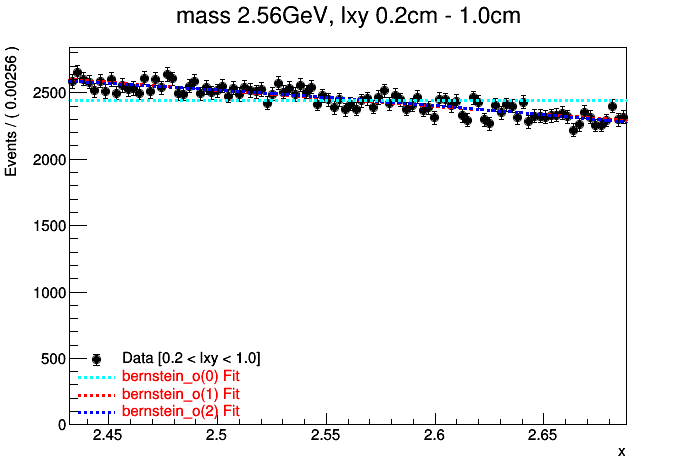 mass 2.56GeV, lxy 0.2cm - 1.0cm
Events / ( 0.00256 )
2500
2000
1500
1000
500
0
Data [0.2 < lxy < 1.0]
bernstein_o(0) Fit
bernstein_o(1) Fit
bernstein_o(2) Fit
2.45 2.5 2.55 2.6 2.65
x